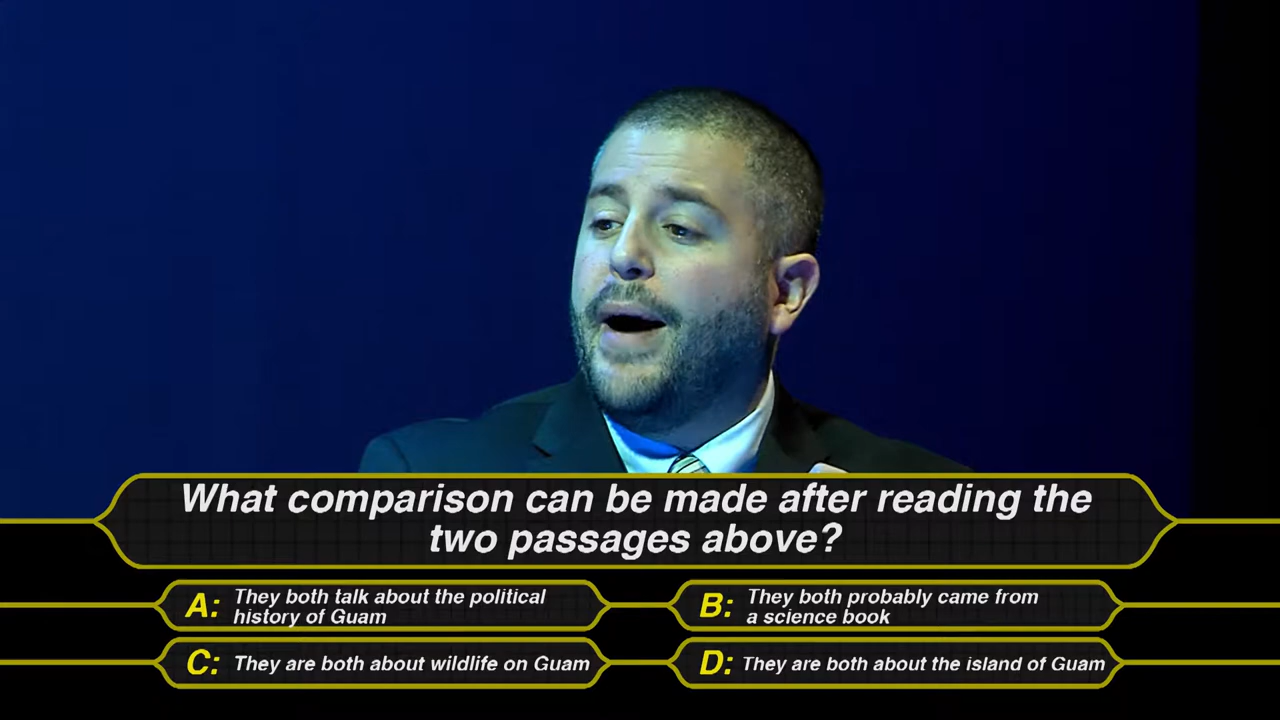 What comparison can be made after reading the
two passages above?
A: They both talk about the political
history of Guam
B: They both probably came from
a science book
C: They are both about wildlife on Guam
D: They are both about the island of Guam